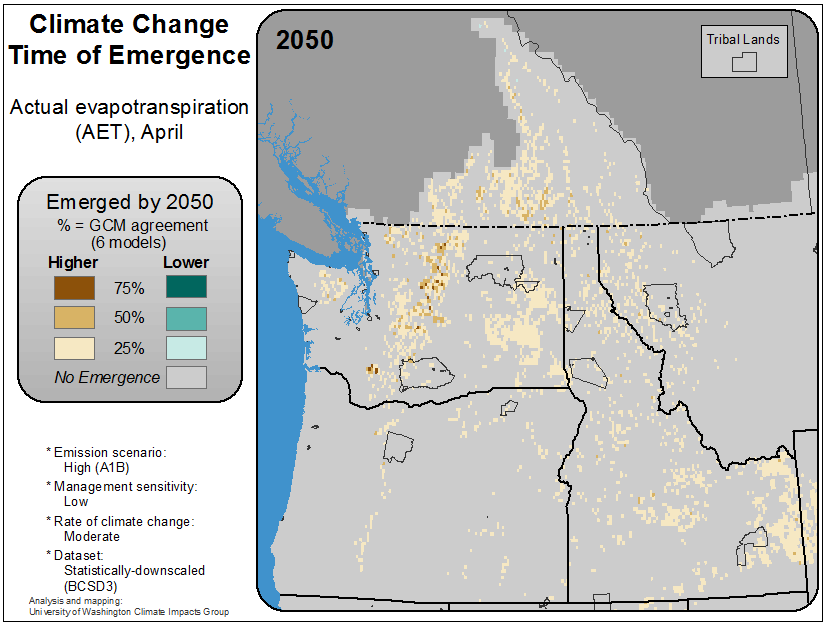 Climate Change
Time of Emergence
Actual evapotranspiration
(AET), April
Emerged by 2050
% = GCM agreement
(6 models)
Higher Lower
75%
50%
25%
No Emergence
* Emission scenario:
High (A1B)
* Management sensitivity:
Low
* Rate of climate change:
Moderate
* Dataset:
Statistically-downscaled
(BCSD3)
Analysis and mapping:
University of Washington Climate Impacts Group
2050
Tribal Lands